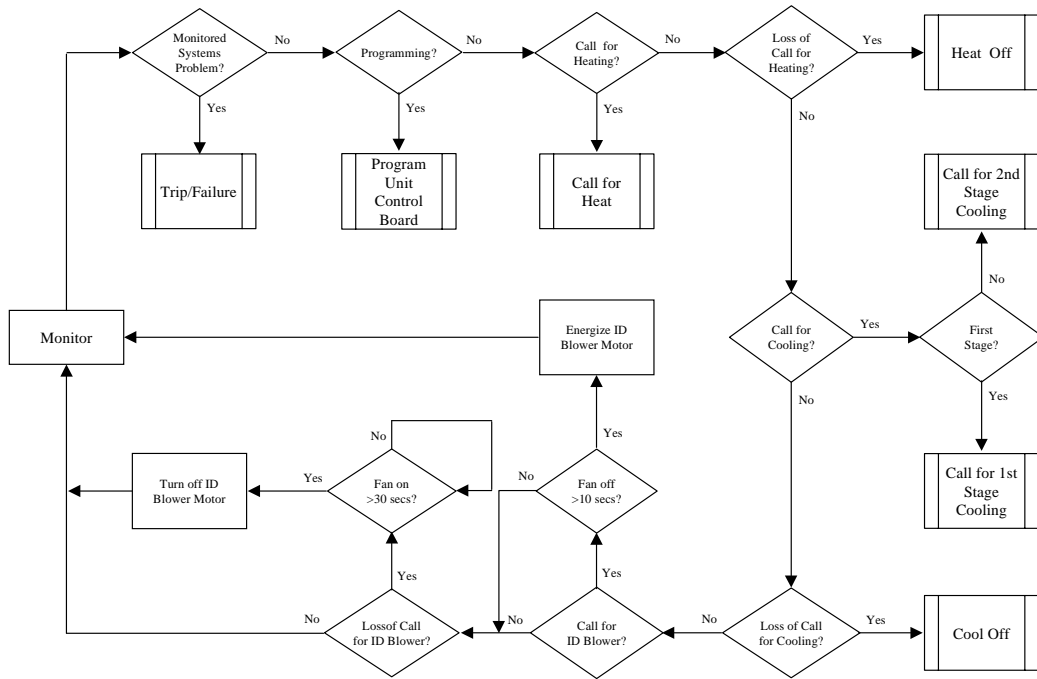 Monitored
Systems
Problem?
No
Yes
Trip/Failure
Programming?
No
Yes
Program
Unit
Control
Board
Call for
Heating?
No
Yes
Call for
Heat
Loss of
Call for
Heating?
Yes
No
Heat Off
Call for 2nd
Stage
Cooling
No
Call for
Cooling?
Yes
No
First
Stage?
Yes
Call for 1st
Stage
Cooling
Monitor
Energize ID
Blower Motor
Yes
No
Fan off
>10 secs?
No
Fan on
>30 secs?
Yes
Turn off ID
Blower Motor
Yes
Yes
No
Lossof Call
for ID Blower?
No
Call for
ID Blower?
No
Loss of Call
for Cooling?
Yes
Cool Off